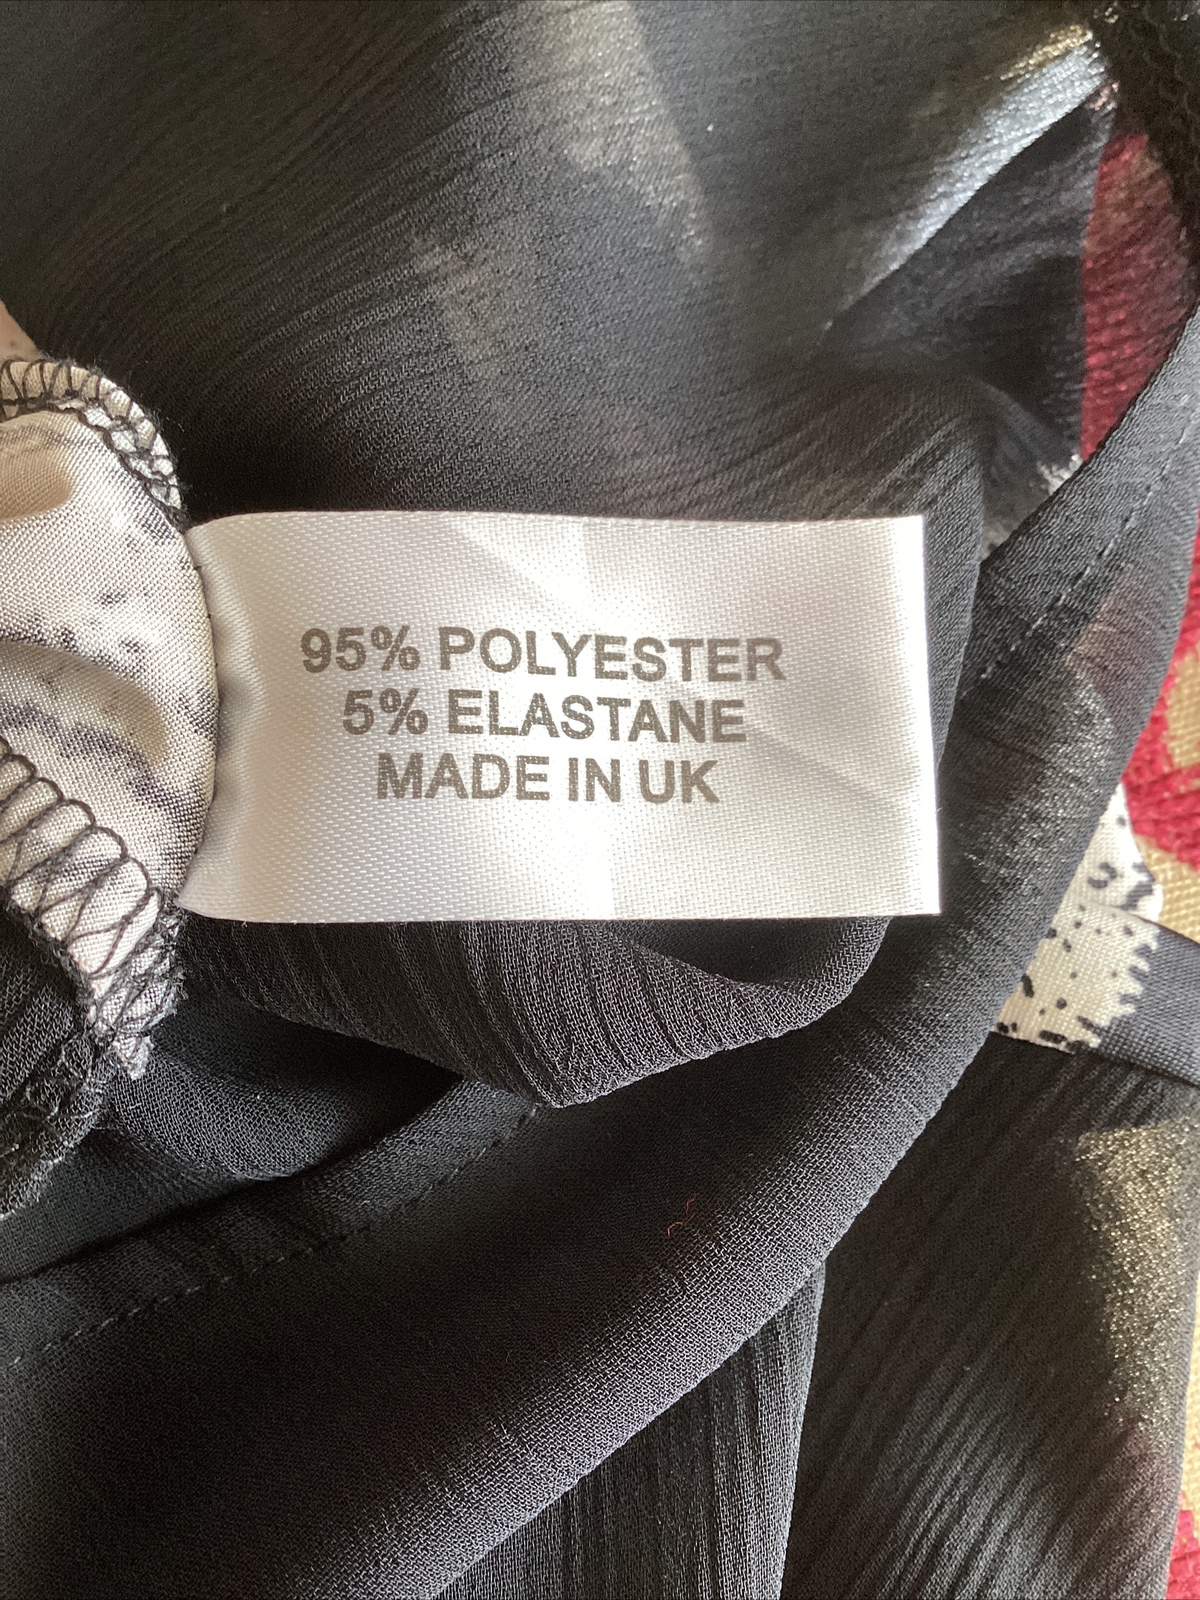 95% POLYESTER
5% ELASTANE
MADE IN UK